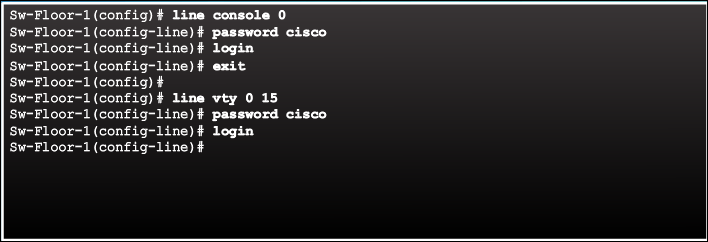 Sw-Floor-1(config)# line console 0
Sw-Floor-1(config-line)# password cisco
Sw-Floor-1(config-line)# login
Sw-Floor-1(config-line)# exit
Sw-Floor-1(config)#
Sw-Floor-1(config)# line vty 0 15
Sw-Floor-1(config-line)# password cisco
Sw-Floor-1(config-line)# login
Sw-Floor-1(config-line)#